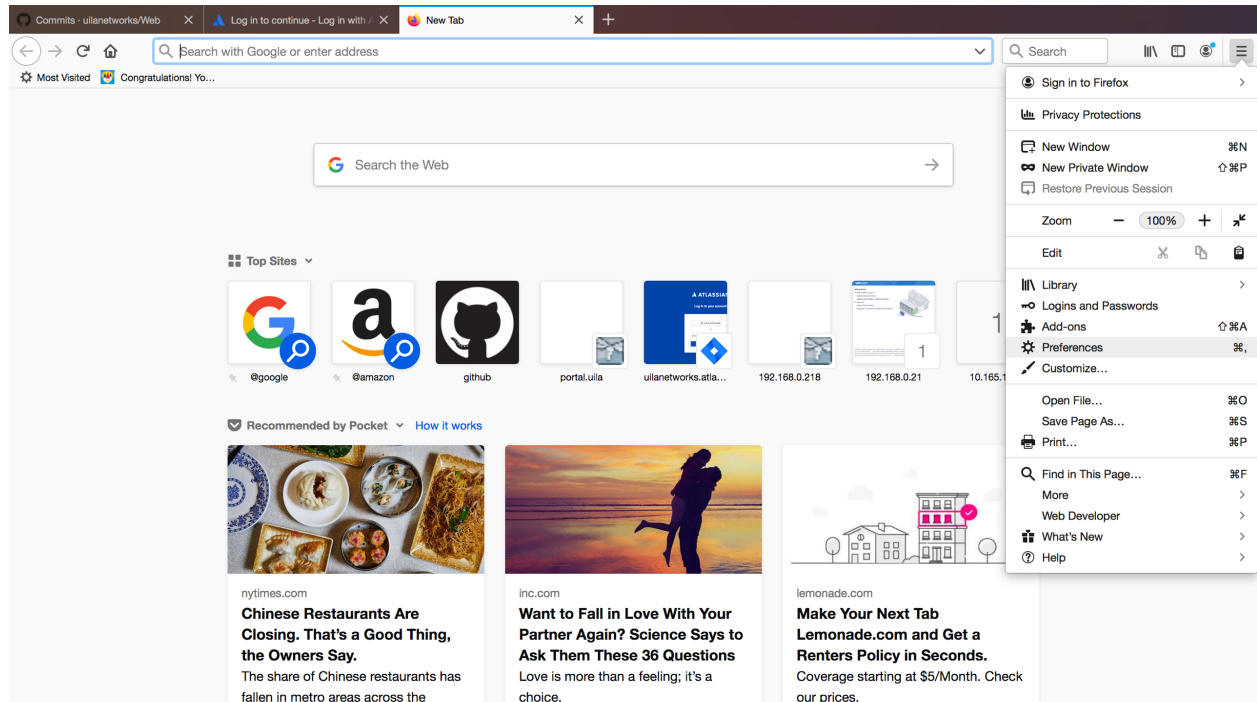 Commits · uilanetworks/Web
Log in to continue - Log in with A
New Tab
Search with Google or enter address
Search
Most Visited
Congratulations! Yo...
Sign in to Firefox
Privacy Protections
New Window ⌘N
New Private Window ⇧⌘P
Restore Previous Session
Zoom − 100% +
Edit
Library
Logins and Passwords
Add-ons ⇧⌘A
Preferences ⌘,
Customize...
Open File... ⌘O
Save Page As... ⌘S
Print... ⌘P
Find in This Page... ⌘F
More
Web Developer
What's New
Help
Search the Web
Top Sites
@google
@amazon
github
portal.uila
ATLASSIAN
uilanetworks.atla...
192.168.0.218
1
192.168.0.21
1
10.165.1
Recommended by Pocket
How it works
nytimes.com
Chinese Restaurants Are
Closing. That's a Good Thing,
the Owners Say.
The share of Chinese restaurants has
fallen in metro areas across the
inc.com
Want to Fall in Love With Your
Partner Again? Science Says to
Ask Them These 36 Questions
Love is more than a feeling; it's a
choice.
lemonade.com
Make Your Next Tab
Lemonade.com and Get a
Renters Policy in Seconds.
Coverage starting at $5/Month. Check
our prices.